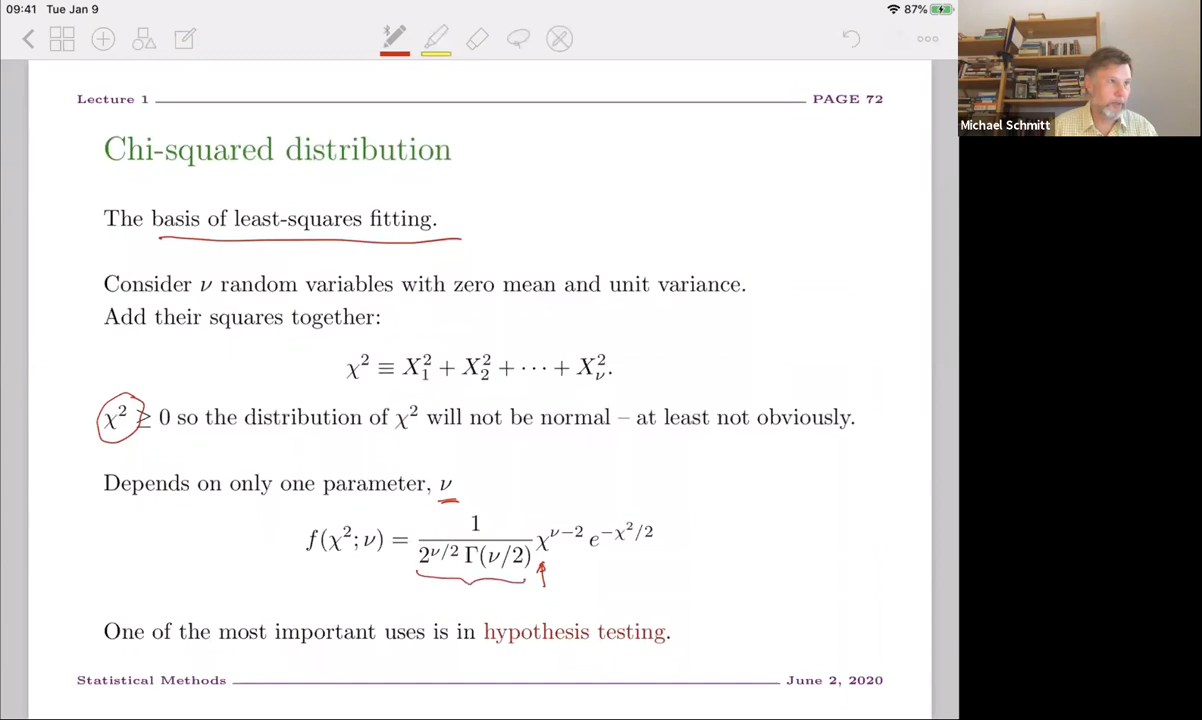 09:41 Tue Jan 9
87%
Michael Schmitt
Lecture 1 PAGE 72
Chi-squared distribution
The basis of least-squares fitting.
Consider ν random variables with zero mean and unit variance.
Add their squares together:
χ² ≡ X₁² + X₂² + ··· + Xᵥ².
χ² ≥ 0 so the distribution of χ² will not be normal – at least not obviously.
Depends on only one parameter, ν
f(χ²; ν) = 1 / (2^{ν/2} Γ(ν/2)) χ^{ν−2} e^{−χ²/2}
One of the most important uses is in hypothesis testing.
Statistical Methods June 2, 2020